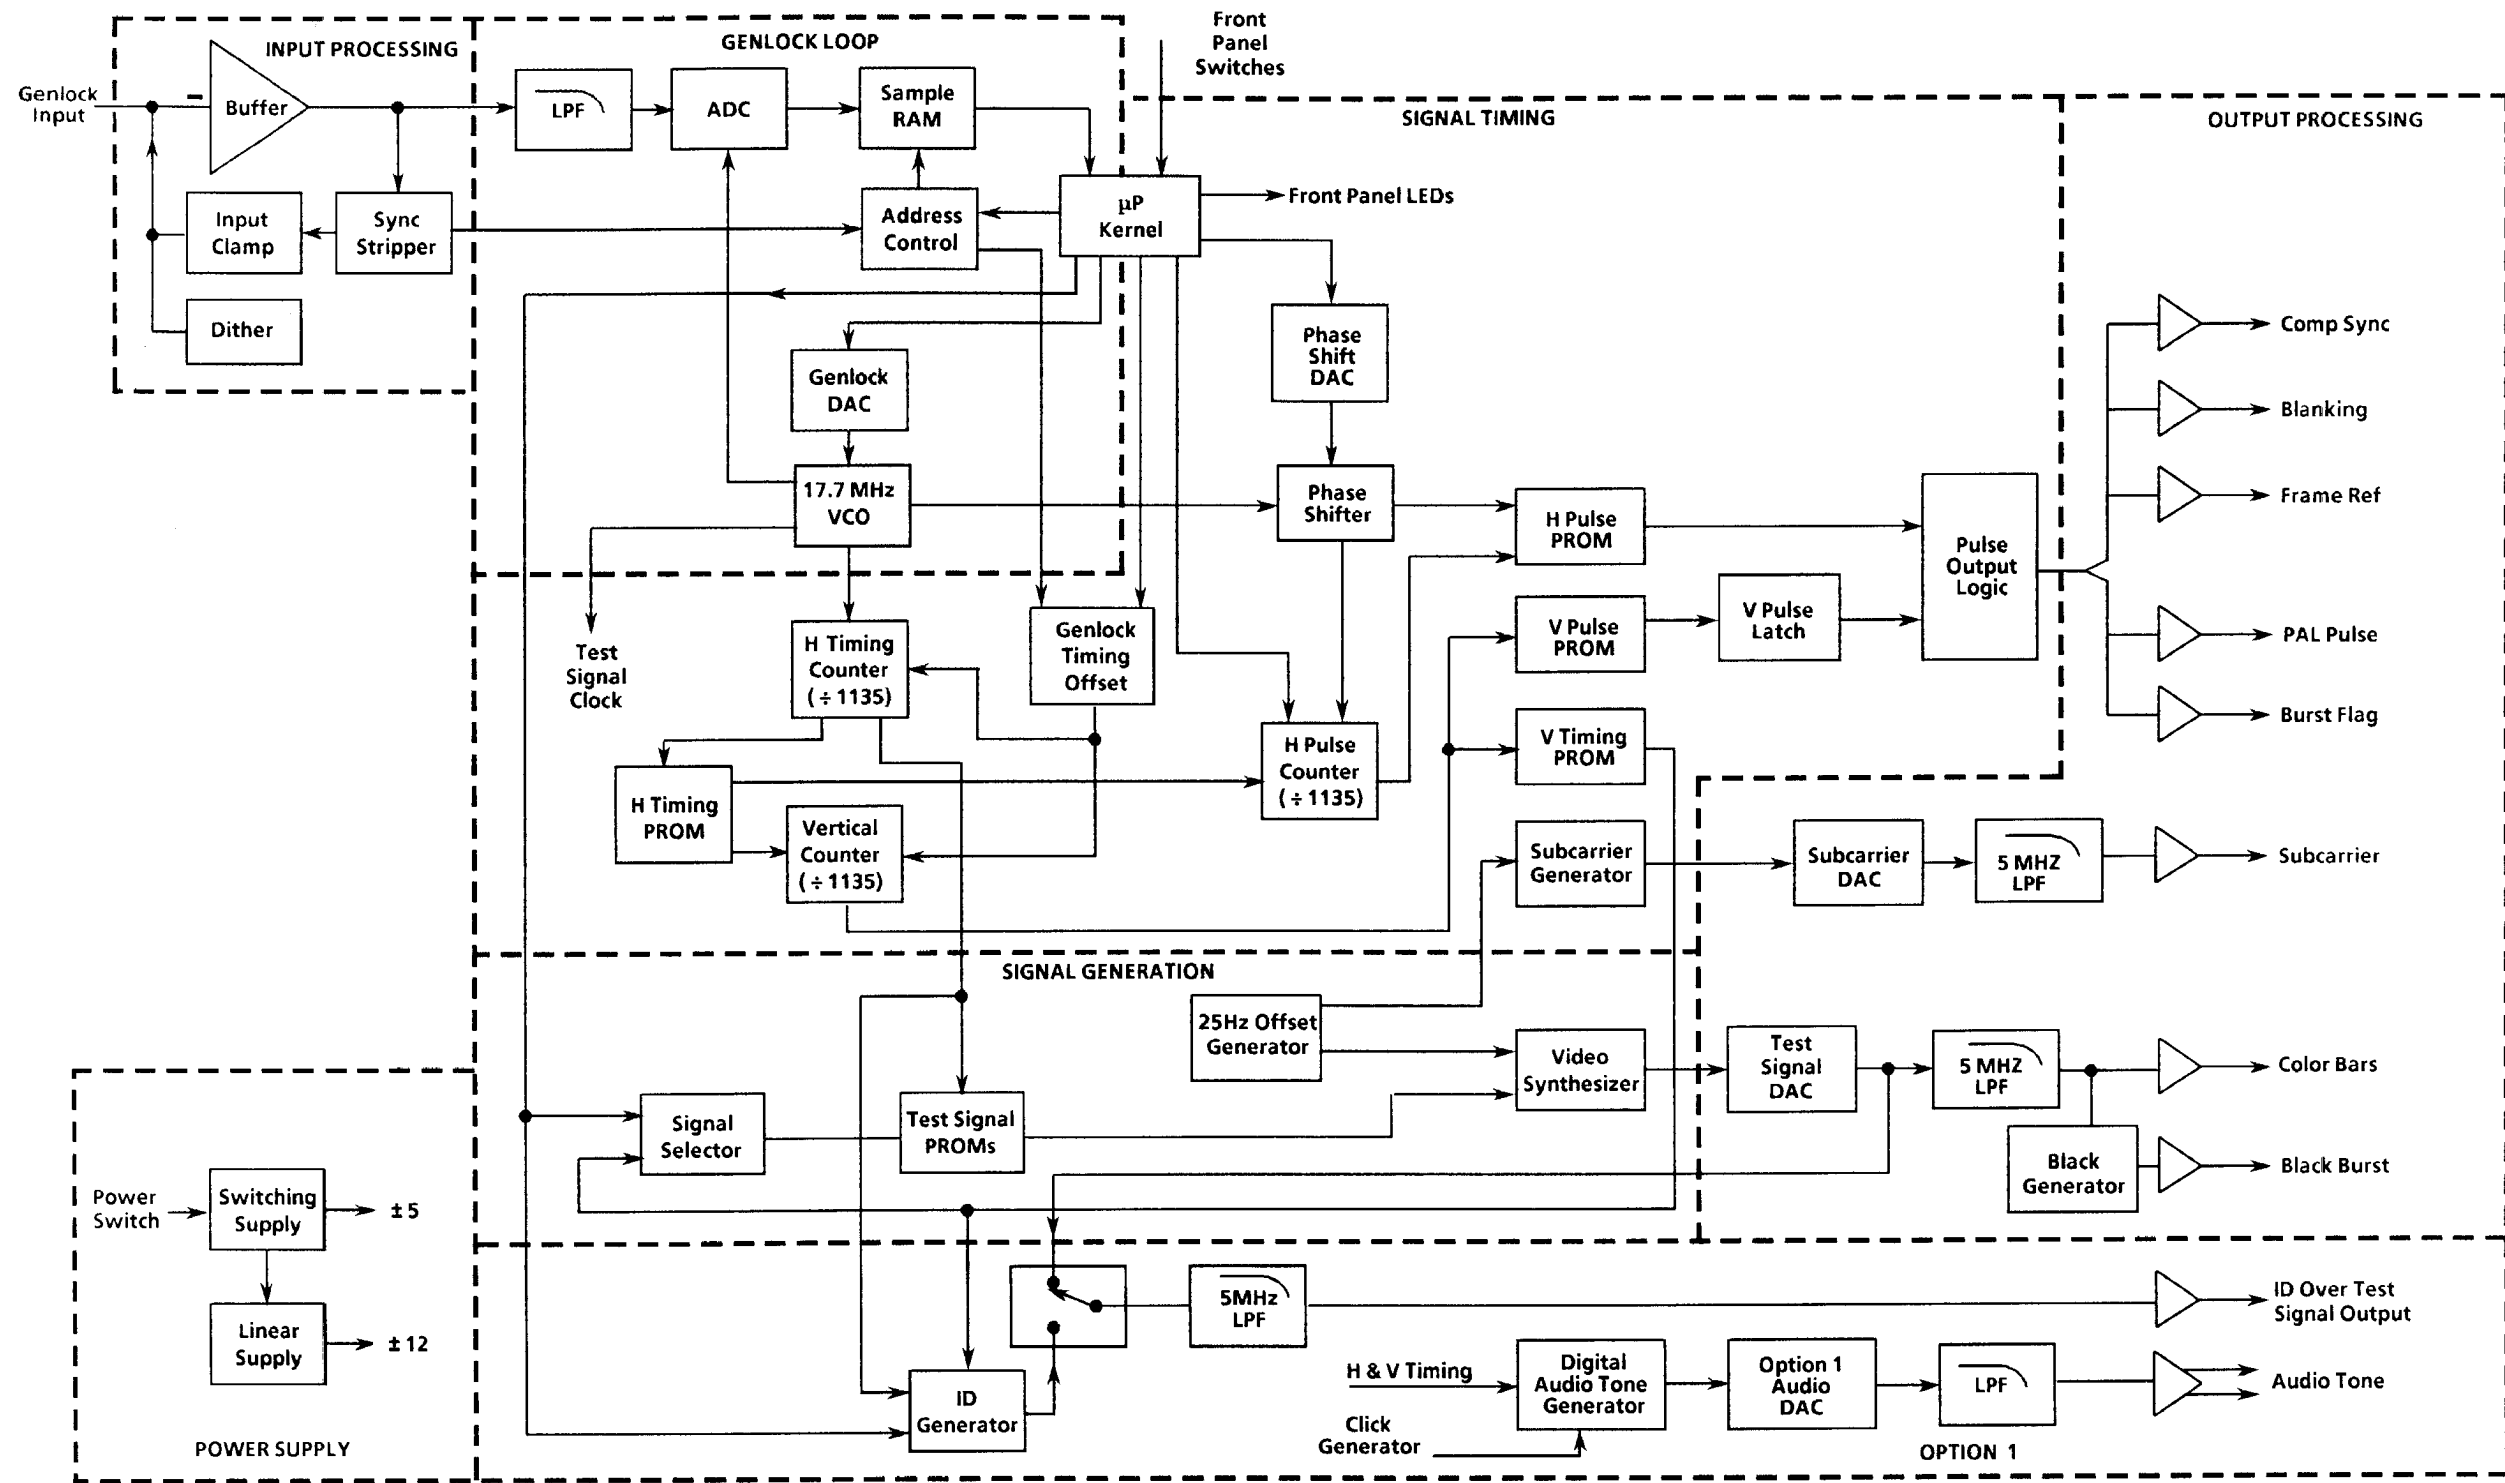 Front
Panel
Switches
INPUT PROCESSING
GENLOCK LOOP
SIGNAL TIMING
OUTPUT PROCESSING
Genlock
Input
Buffer
LPF
ADC
Sample
RAM
Input
Clamp
Sync
Stripper
Address
Control
µP
Kernel
Front Panel LEDs
Dither
Genlock
DAC
Phase
Shift
DAC
17.7 MHz
VCO
Phase
Shifter
H Pulse
PROM
Pulse
Output
Logic
Comp Sync
Blanking
Frame Ref
PAL Pulse
Burst Flag
Test
Signal
Clock
H Timing
Counter
(÷1135)
Genlock
Timing
Offset
V Pulse
PROM
V Pulse
Latch
V Timing
PROM
H Pulse
Counter
(÷1135)
H Timing
PROM
Vertical
Counter
(÷1135)
Subcarrier
Generator
Subcarrier
DAC
5 MHZ
LPF
Subcarrier
SIGNAL GENERATION
25Hz Offset
Generator
Video
Synthesizer
Test
Signal
DAC
5 MHZ
LPF
Color Bars
Signal
Selector
Test Signal
PROMs
Black
Generator
Black Burst
Power
Switch
Switching
Supply
±5
Linear
Supply
±12
POWER SUPPLY
5MHz
LPF
ID Over Test
Signal Output
ID
Generator
H & V Timing
Click
Generator
Digital
Audio Tone
Generator
Option 1
Audio
DAC
LPF
Audio Tone
OPTION 1